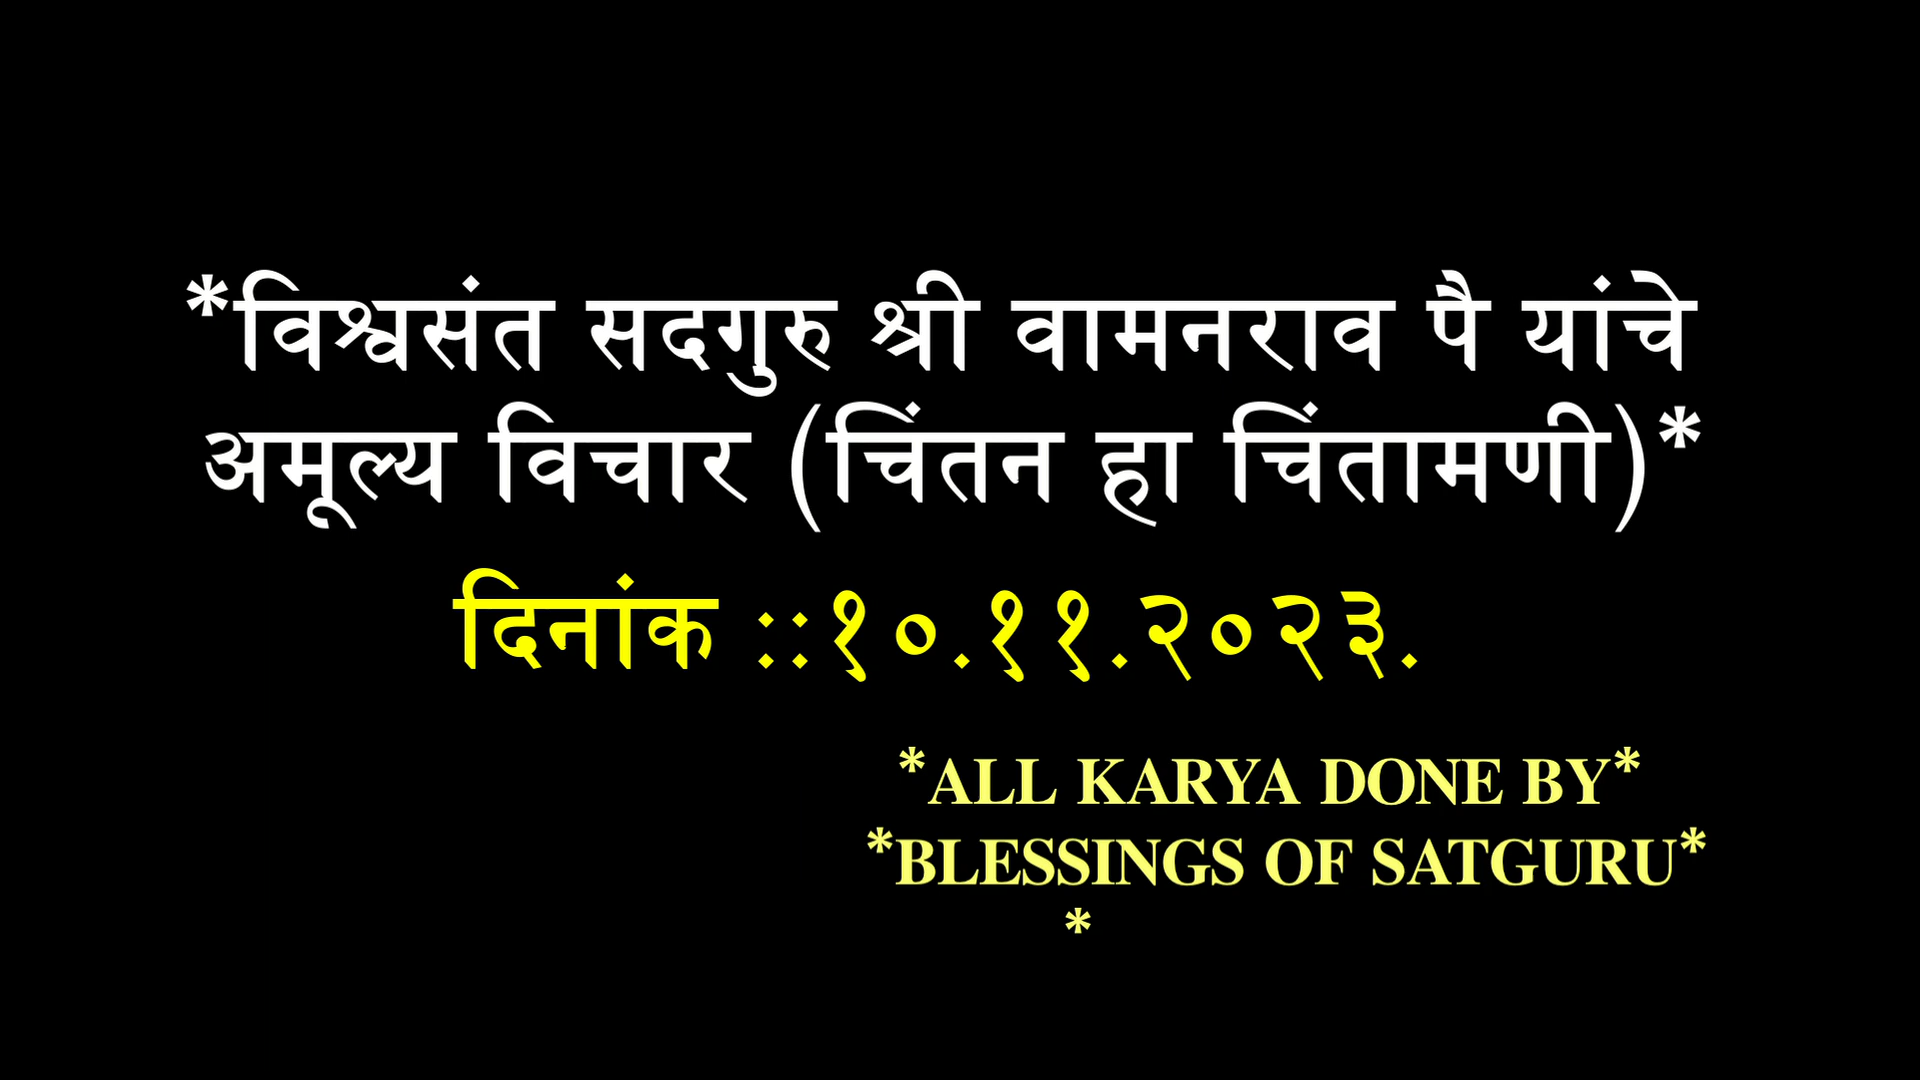 *विश्वसंत सदगुरु श्री वामनराव पै यांचे
अमूल्य विचार (चिंतन हा चिंतामणी)*
दिनांक ::१०.११.२०२३.
*ALL KARYA DONE BY*
*BLESSINGS OF SATGURU*
*